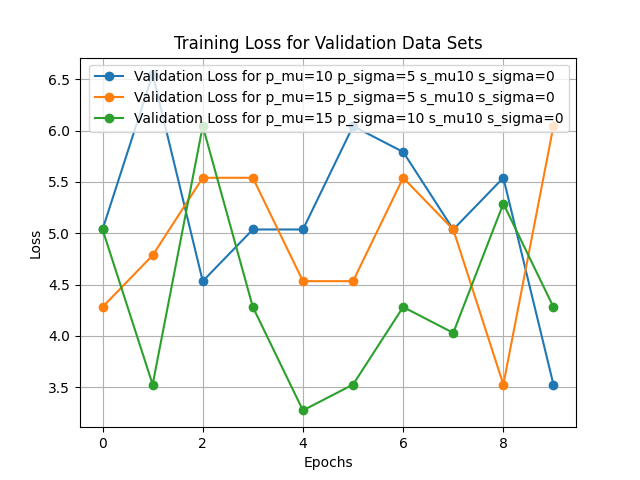 Training Loss for Validation Data Sets
Validation Loss for p_mu=10 p_sigma=5 s_mu10 s_sigma=0
Validation Loss for p_mu=15 p_sigma=5 s_mu10 s_sigma=0
Validation Loss for p_mu=15 p_sigma=10 s_mu10 s_sigma=0
6.5
6.0
5.5
5.0
4.5
4.0
3.5
Loss
0 2 4 6 8
Epochs